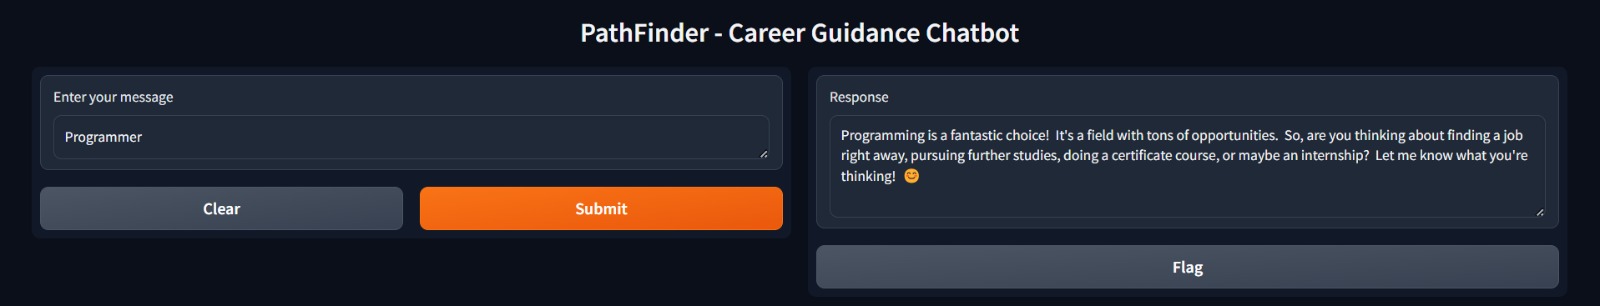 PathFinder - Career Guidance Chatbot
Enter your message
Programmer
Clear
Submit
Response
Programming is a fantastic choice!  It's a field with tons of opportunities.  So, are you thinking about finding a job
right away, pursuing further studies, doing a certificate course, or maybe an internship?  Let me know what you're
thinking!  😊
Flag